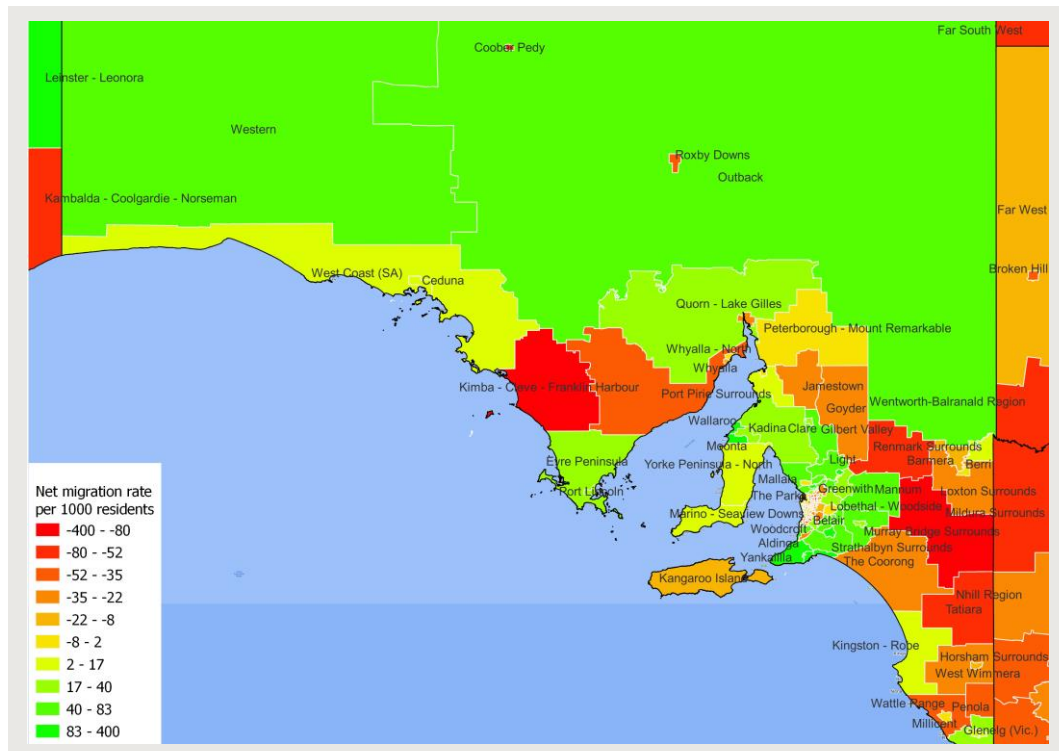 Far South West
Coober Pedy
Leinster - Leonora
Western
Roxby Downs
Outback
Kambalda - Coolgardie - Norseman
Far West
West Coast (SA)
Ceduna
Broken Hill
Quorn - Lake Gilles
Peterborough - Mount Remarkable
Whyalla - North
Whyalla
Kimba - Cleve - Franklin Harbour
Port Pirie Surrounds
Jamestown
Goyder
Wentworth-Balranald Region
Wallaroo
Kadina
Clare
Gilbert Valley
Moonta
Renmark Surrounds
Barmera
Berri
Eyre Peninsula
Yorke Peninsula - North
Light
Mallala
Port Lincoln
The Parks
Greenwith
Mannum
Loxton Surrounds
Lobethal - Woodside
Mildura Surrounds
Marino - Seaview Downs
Belair
Woodcroft
Murray Bridge Surrounds
Aldinga
Strathalbyn Surrounds
Yankalilla
The Coorong
Kangaroo Island
Nhill Region
Tatiara
Kingston - Robe
Horsham Surrounds
West Wimmera
Wattle Range
Penola
Millicent
Glenelg (Vic.)
Net migration rate
per 1000 residents
-400 - -80
-80 - -52
-52 - -35
-35 - -22
-22 - -8
-8 - 2
2 - 17
17 - 40
40 - 83
83 - 400